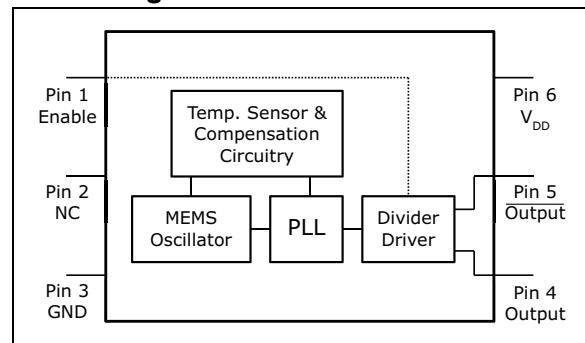 Pin 1
Enable
Pin 2
NC
Pin 3
GND
Temp. Sensor &
Compensation
Circuitry
MEMS
Oscillator
PLL
Divider
Driver
Pin 6
VDD
Pin 5
Output
Pin 4
Output